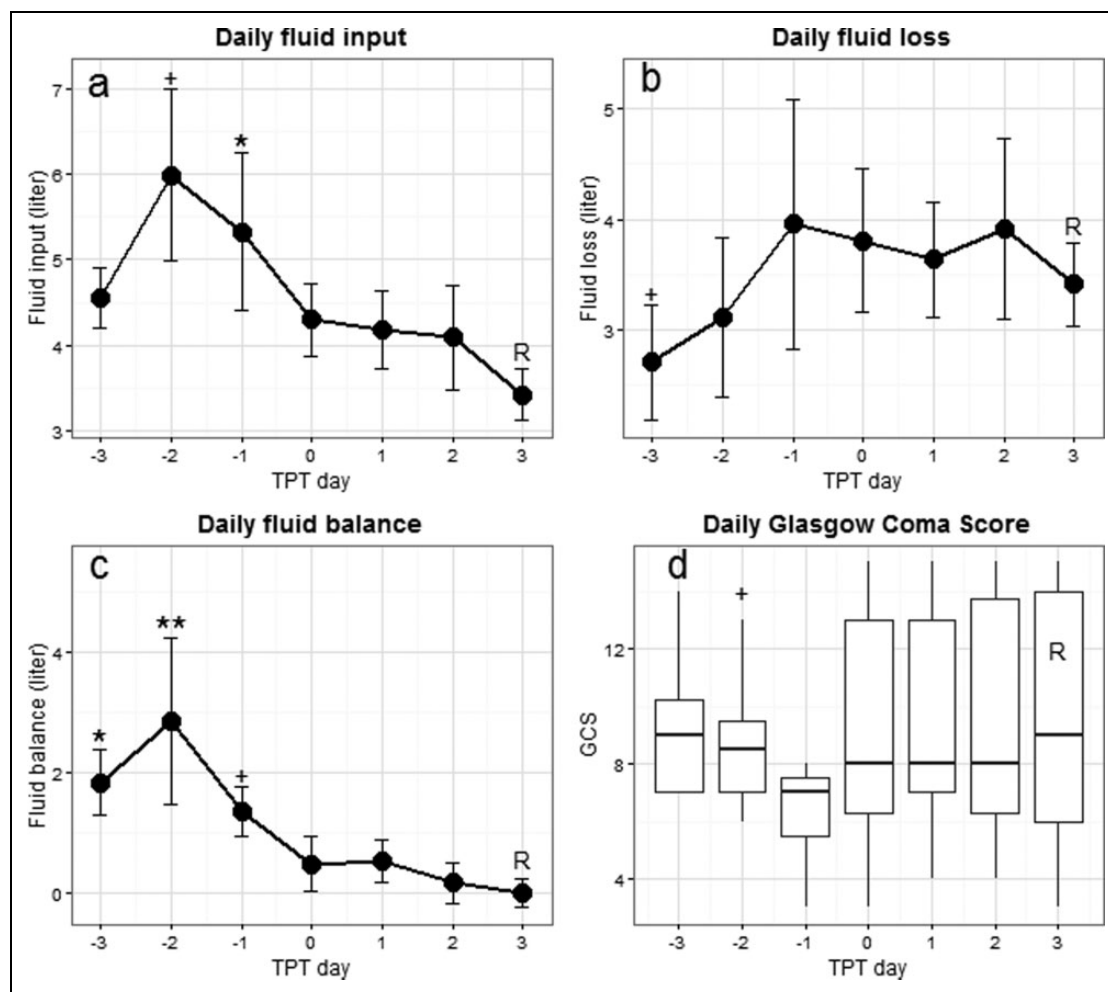 Daily fluid input
a
Fluid input (liter)
7
6
5
4
3
+
*
R
-3 -2 -1 0 1 2 3
TPT day
Daily fluid loss
b
Fluid loss (liter)
5
4
3
+
R
-3 -2 -1 0 1 2 3
TPT day
Daily fluid balance
c
Fluid balance (liter)
4
2
0
*
**
+
R
-3 -2 -1 0 1 2 3
TPT day
Daily Glasgow Coma Score
d
GCS
12
8
4
+
R
-3 -2 -1 0 1 2 3
TPT day